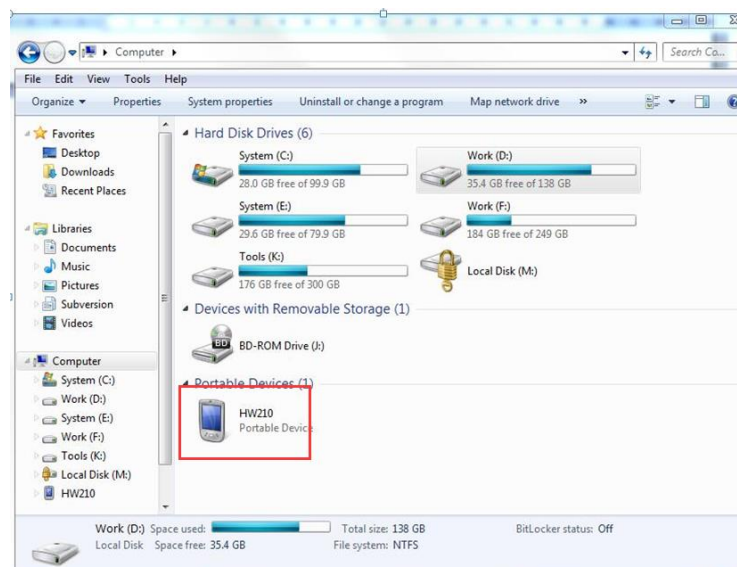 Computer
Search Co...
File Edit View Tools Help
Organize Properties System properties Uninstall or change a program Map network drive »
Favorites
Desktop
Downloads
Recent Places
Libraries
Documents
Music
Pictures
Subversion
Videos
Computer
System (C:)
Work (D:)
System (E:)
Work (F:)
Tools (K:)
Local Disk (M:)
HW210
Hard Disk Drives (6)
System (C:)
28.0 GB free of 99.9 GB
Work (D:)
35.4 GB free of 138 GB
System (E:)
29.6 GB free of 79.9 GB
Work (F:)
184 GB free of 249 GB
Tools (K:)
176 GB free of 300 GB
Local Disk (M:)
Devices with Removable Storage (1)
BD
BD-ROM Drive (J:)
Portable Devices (1)
HW210
Portable Device
Work (D:) Space used: Total size: 138 GB BitLocker status: Off
Local Disk Space free: 35.4 GB File system: NTFS